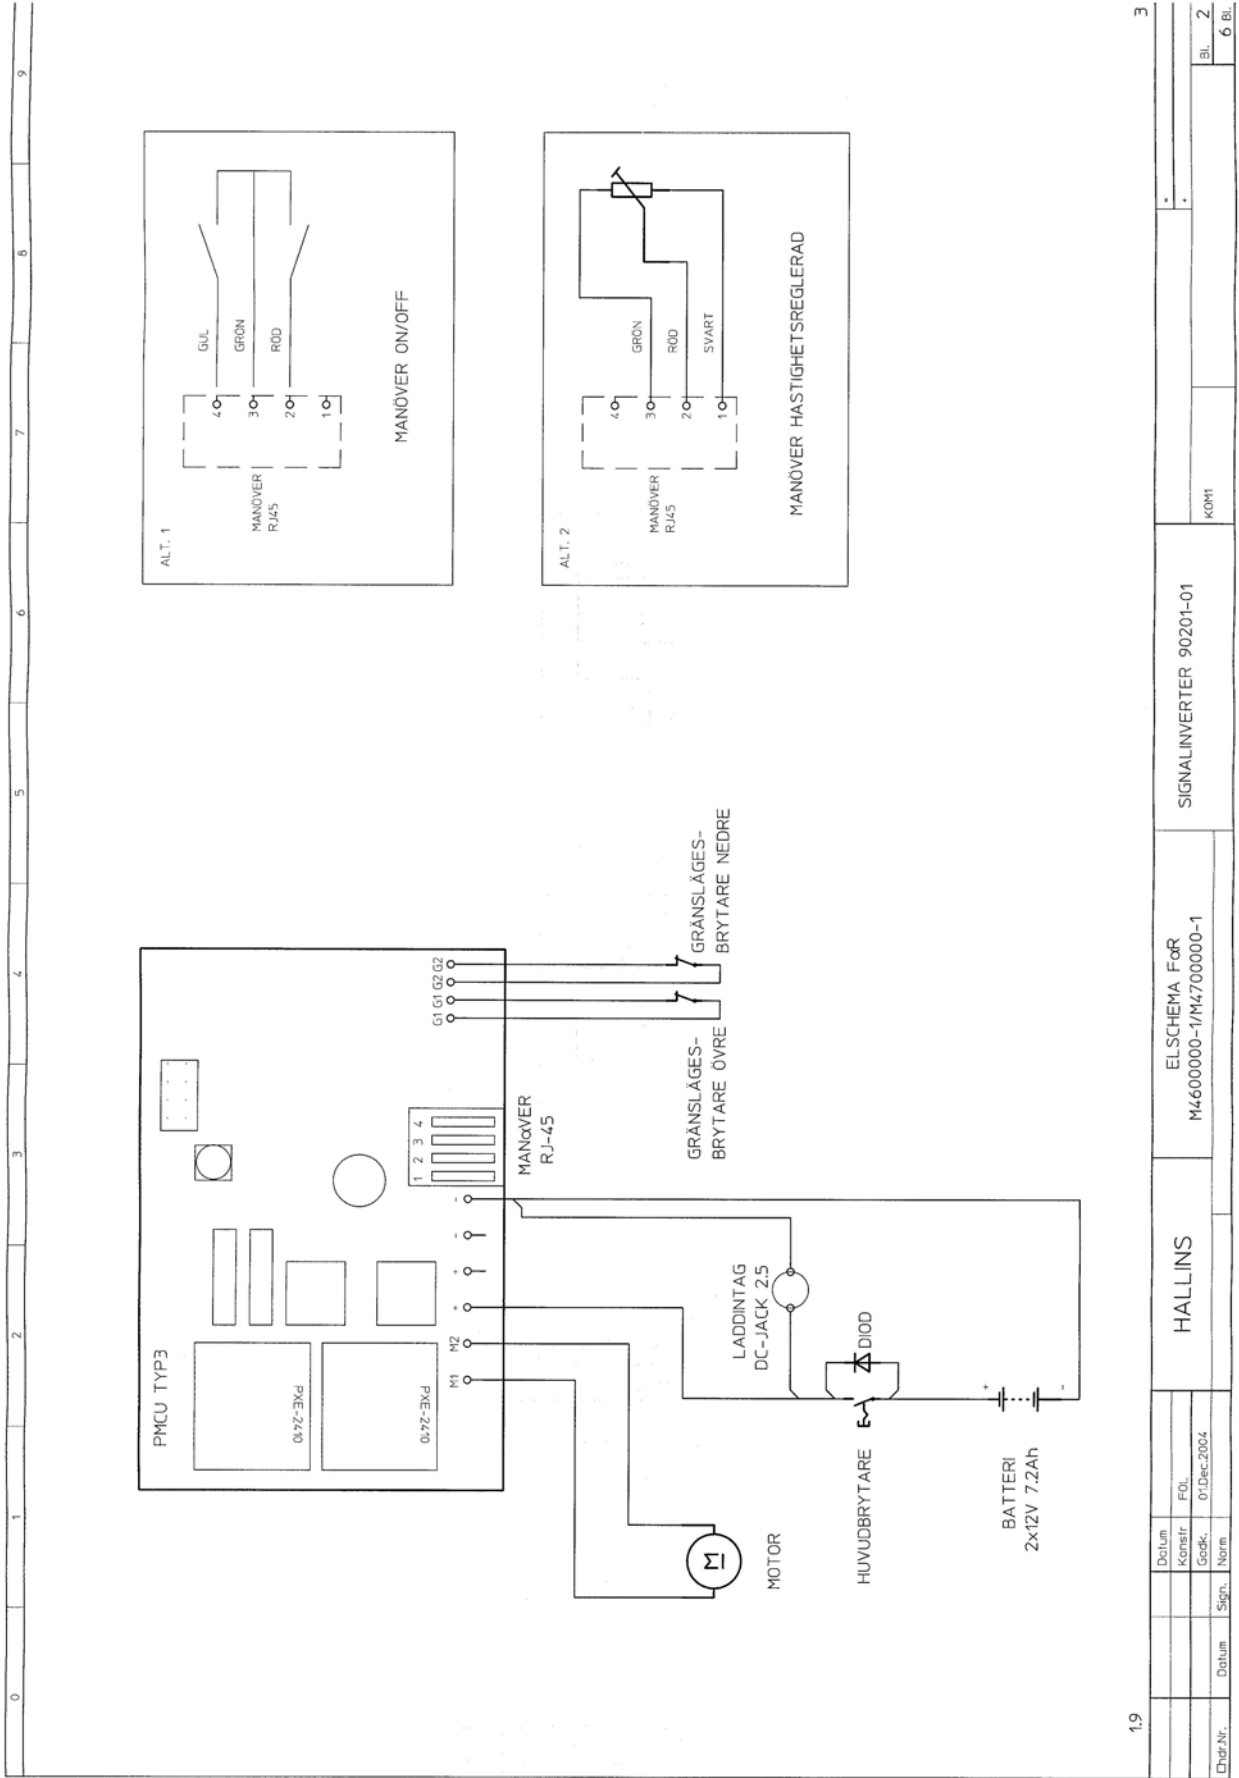 0 1 2 3 4 5 6 7 8 9
PMCU TYP3
PXE-2410
PXE-2410
M1 M2 + + - -
1 2 3 4
G1 G1 G2 G2
MANαVER
RJ-45
MOTOR
LADDINTAG
DC-JACK 2.5
HUVUDBRYTARE
DIOD
BATTERI
2x12V 7.2Ah
+
-
M
GRÄNSLÄGES-
BRYTARE ÖVRE
GRÄNSLÄGES-
BRYTARE NEDRE
ALT. 1
MANÖVER
RJ45
4
3
2
1
GUL
GRÖN
RÖD
MANÖVER ON/OFF
ALT. 2
MANÖVER
RJ45
4
3
2
1
GRÖN
RÖD
SVART
MANÖVER HASTIGHETSREGLERAD
1.9
3
Datum
Konstr FOL
Godk. 01.Dec.2004
Chdr.Nr. Datum Sign. Norm
HALLINS
ELSCHEMA FαR
M4600000-1/M4700000-1
SIGNALINVERTER 90201-01
KOM1
Bl. 2
6 Bl.